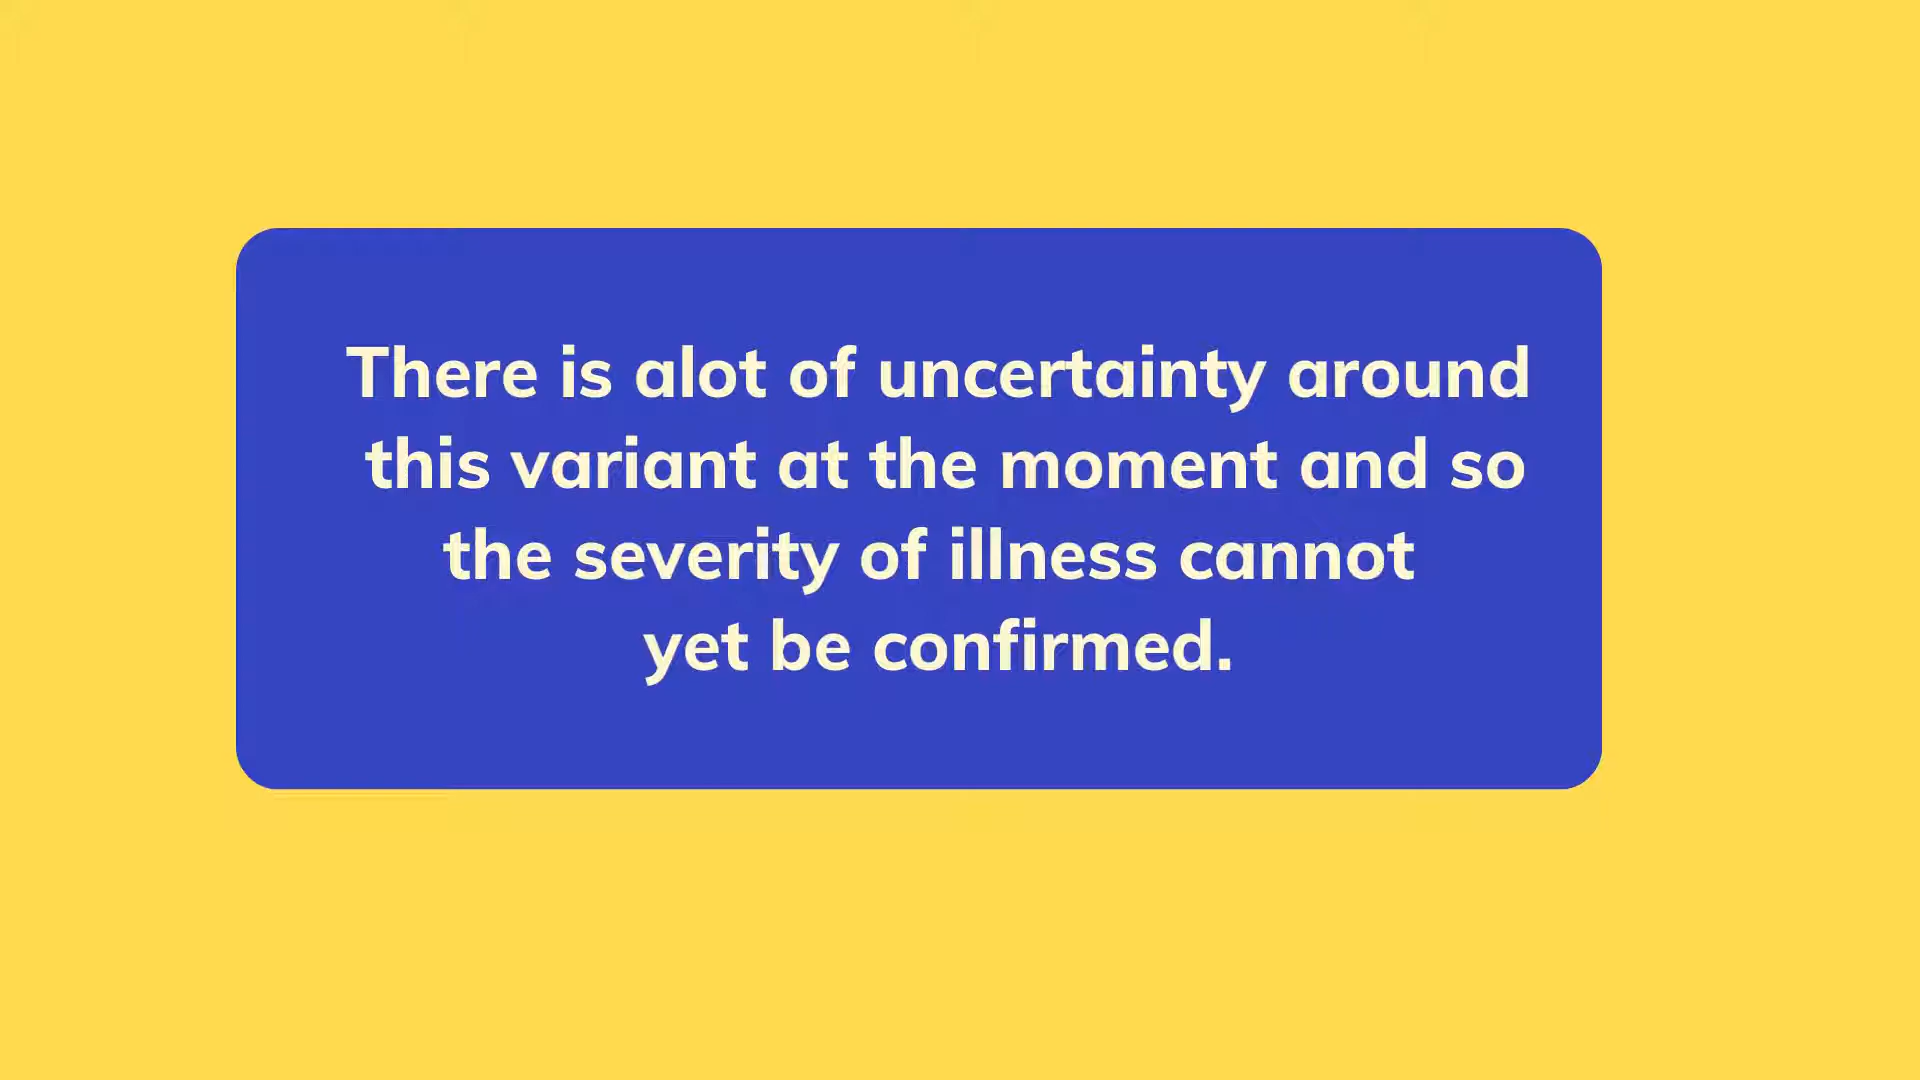 There is alot of uncertainty around
this variant at the moment and so
the severity of illness cannot
yet be confirmed.